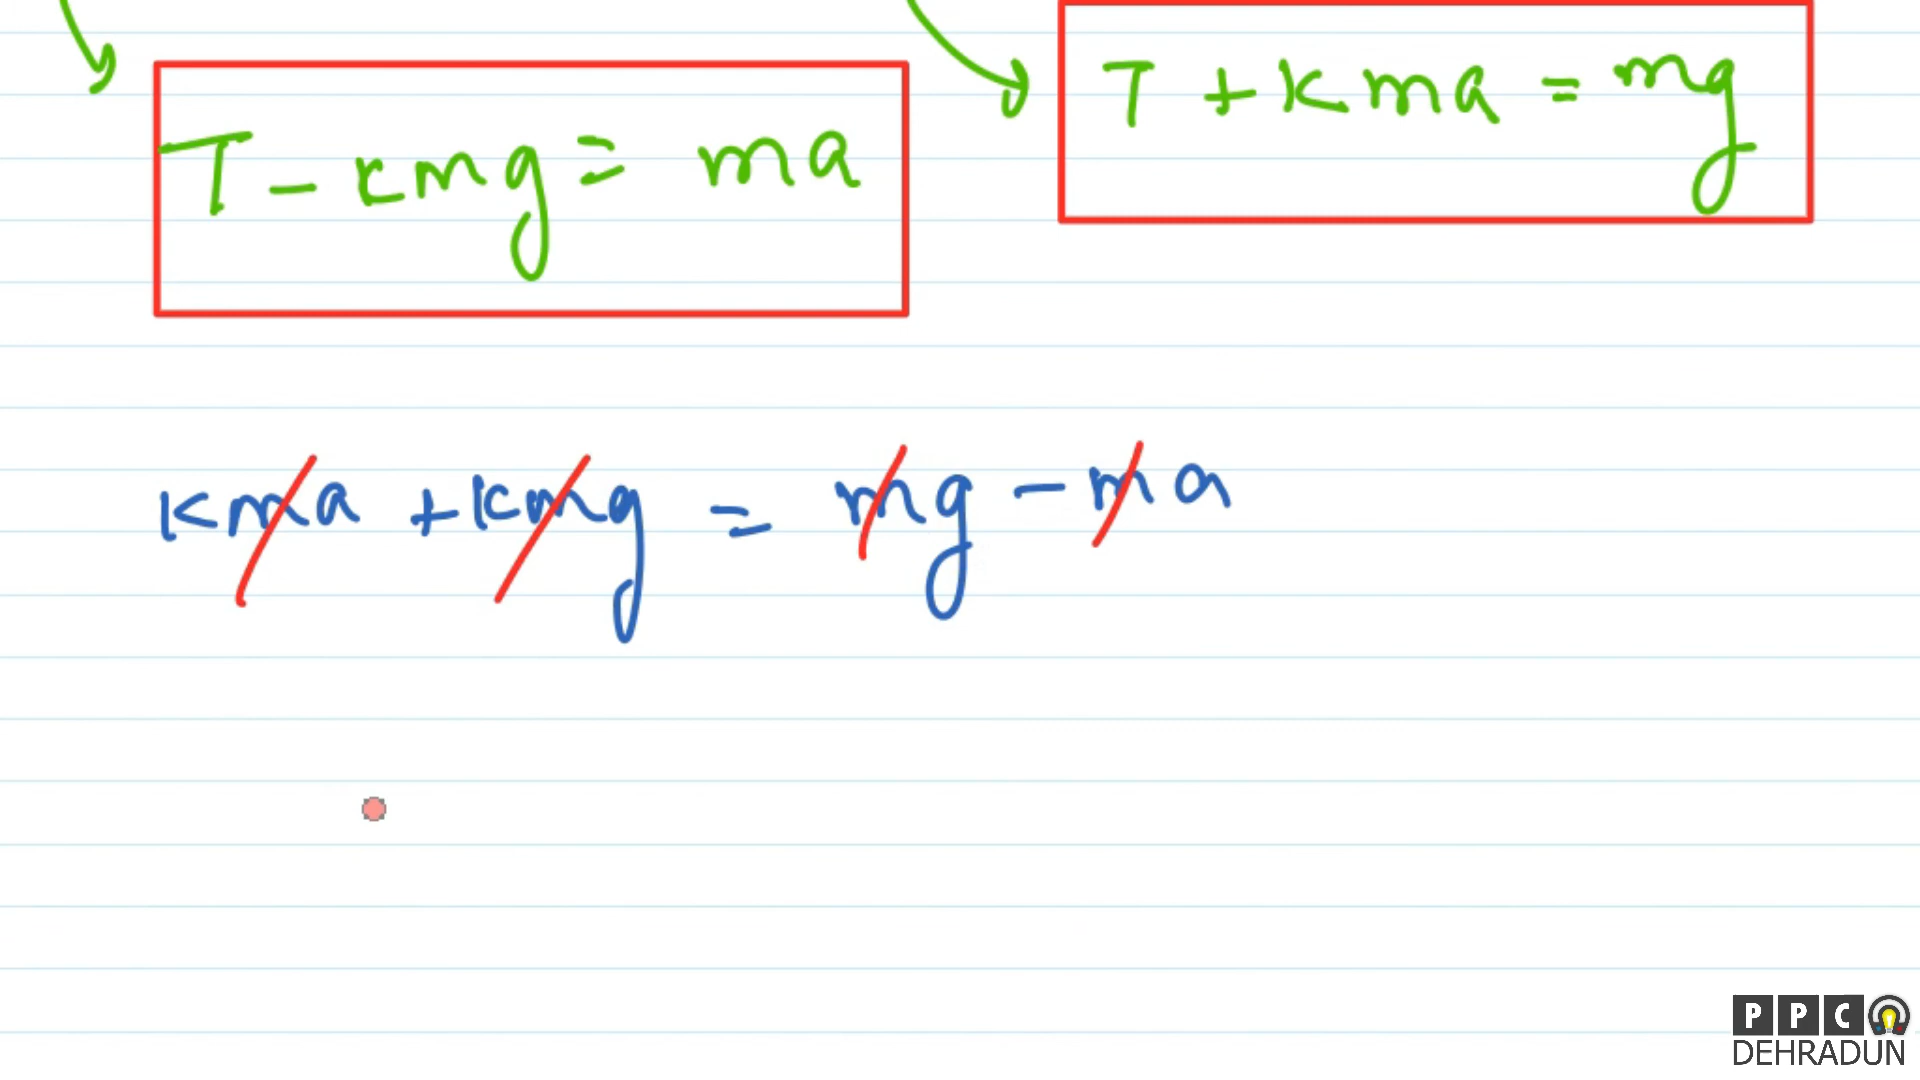 T + kma = mg
T - kmg = ma
kma + kmg = mg - ma
PPC
DEHRADUN